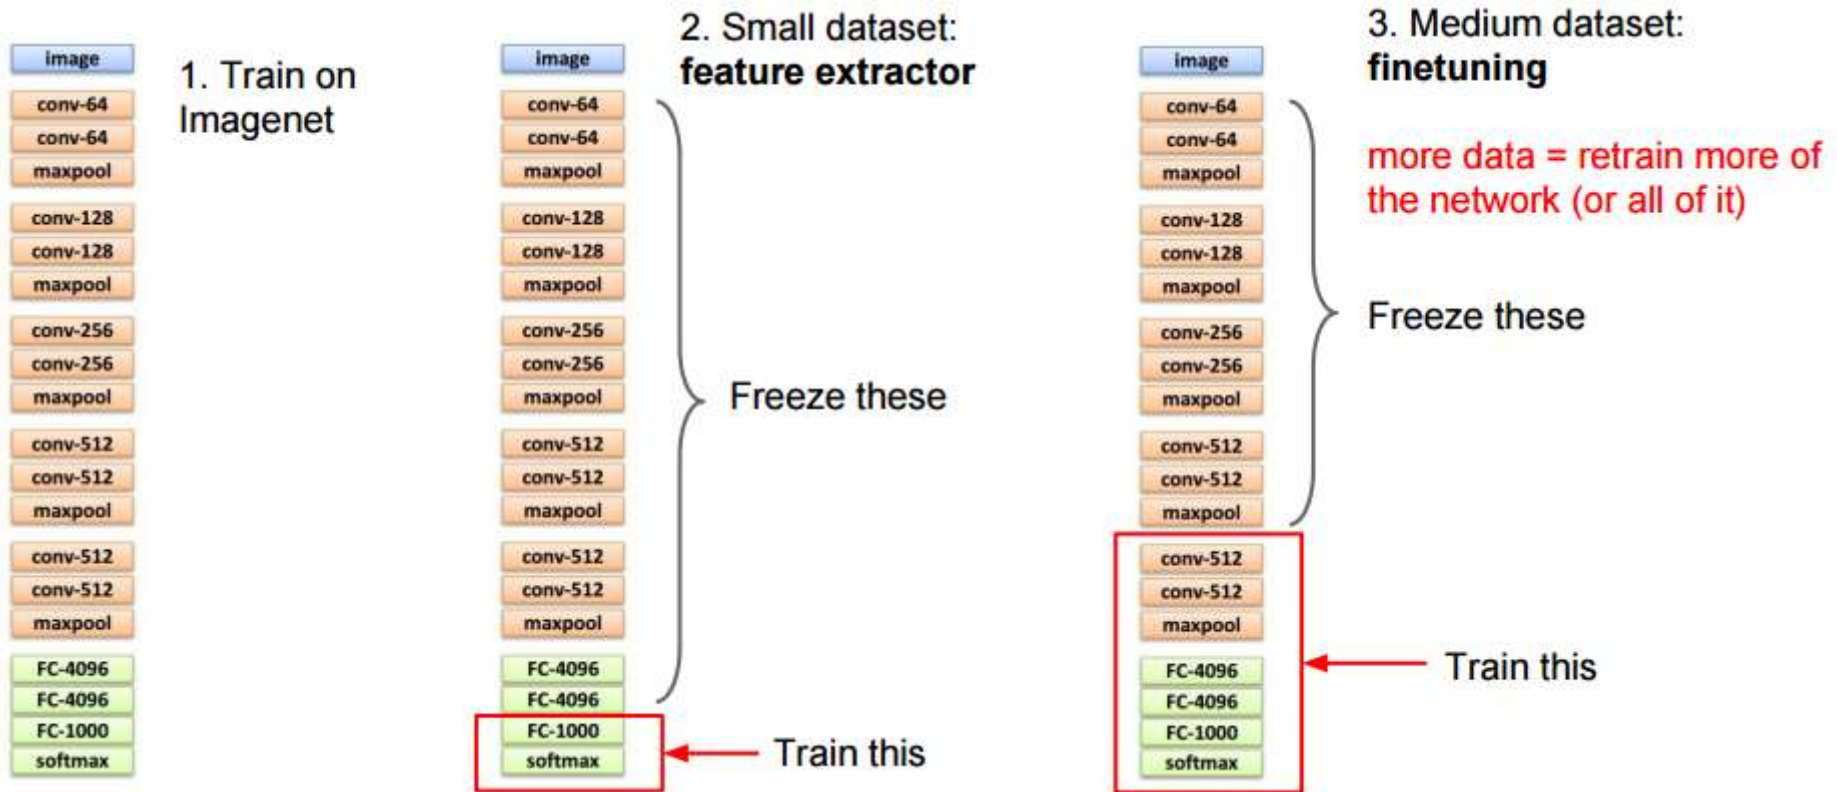 image
conv-64
conv-64
maxpool
conv-128
conv-128
maxpool
conv-256
conv-256
maxpool
conv-512
conv-512
maxpool
conv-512
conv-512
maxpool
FC-4096
FC-4096
FC-1000
softmax
1. Train on
Imagenet
2. Small dataset:
feature extractor
image
conv-64
conv-64
maxpool
conv-128
conv-128
maxpool
conv-256
conv-256
maxpool
conv-512
conv-512
maxpool
conv-512
conv-512
maxpool
FC-4096
FC-4096
FC-1000
softmax
Freeze these
Train this
3. Medium dataset:
finetuning
more data = retrain more of
the network (or all of it)
image
conv-64
conv-64
maxpool
conv-128
conv-128
maxpool
conv-256
conv-256
maxpool
conv-512
conv-512
maxpool
conv-512
conv-512
maxpool
FC-4096
FC-4096
FC-1000
softmax
Freeze these
Train this